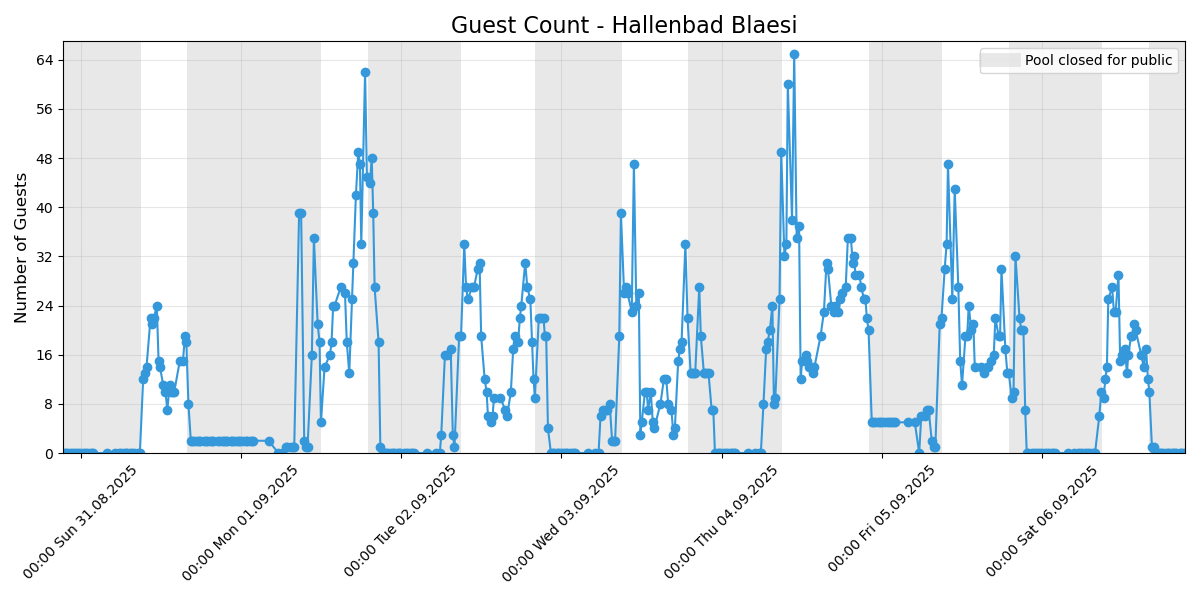 Guest Count - Hallenbad Blaesi
Pool closed for public
Number of Guests
64
56
48
40
32
24
16
8
0
00:00 Sun 31.08.2025
00:00 Mon 01.09.2025
00:00 Tue 02.09.2025
00:00 Wed 03.09.2025
00:00 Thu 04.09.2025
00:00 Fri 05.09.2025
00:00 Sat 06.09.2025